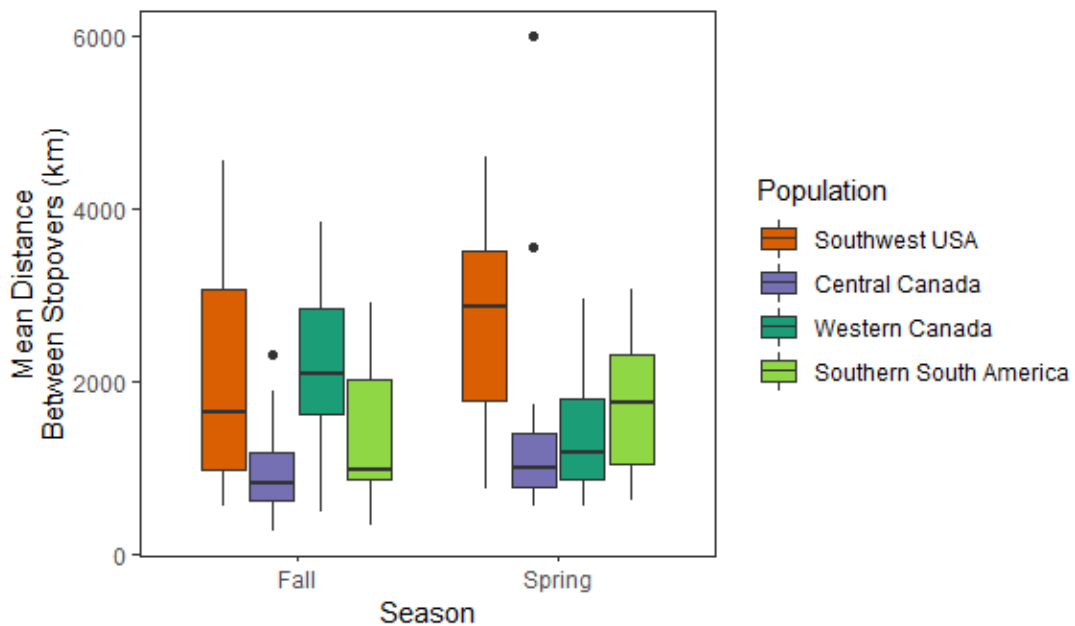 Mean Distance
Between Stopovers (km)
6000
4000
2000
0
Fall
Spring
Season
Population
Southwest USA
Central Canada
Western Canada
Southern South America